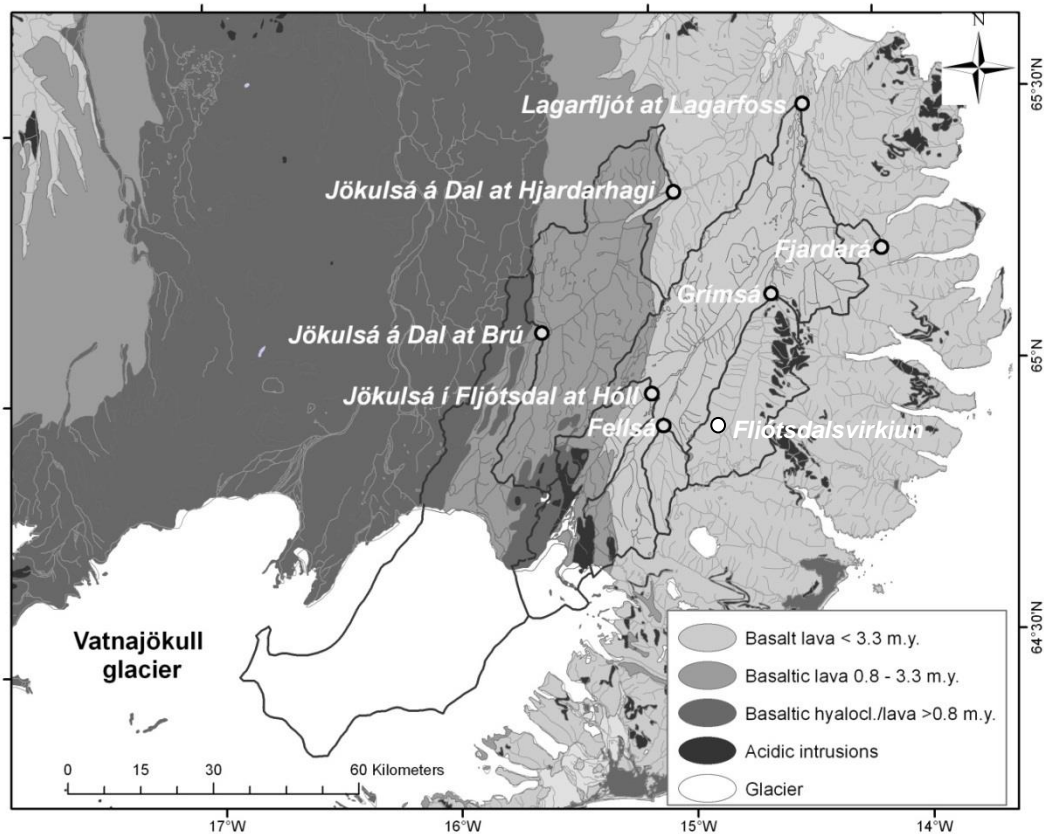 N
65°30'N
Lagarfljót at Lagarfoss
Jökulsá á Dal at Hjardarhagi
Fjardará
Grímsá
Jökulsá á Dal at Brú
65°N
Jökulsá í Fljótsdal at Hóll
Fellsá
Fljótsdalsvirkjun
Vatnajökull
glacier
64°30'N
Basalt lava < 3.3 m.y.
Basaltic lava 0.8 - 3.3 m.y.
Basaltic hyalocl./lava >0.8 m.y.
Acidic intrusions
Glacier
0 15 30 60 Kilometers
17°W 16°W 15°W 14°W